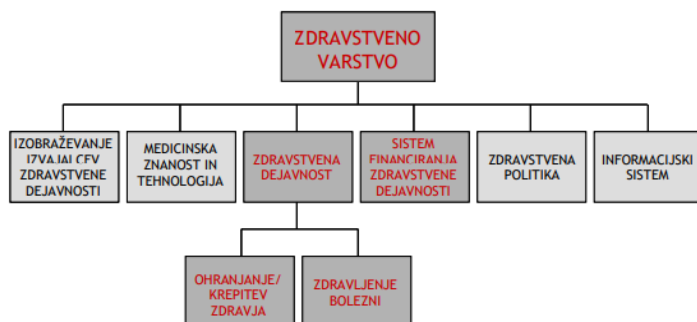 ZDRAVSTVENO
VARSTVO
IZOBRAŽEVANJE
IZVAJALCEV
ZDRAVSTVENE
DEJAVNOSTI
MEDICINSKA
ZNANOST IN
TEHNOLOGIJA
ZDRAVSTVENA
DEJAVNOST
SISTEM
FINANCIRANJA
ZDRAVSTVENE
DEJAVNOSTI
ZDRAVSTVENA
POLITIKA
INFORMACIJSKI
SISTEM
OHRANJANJE/
KREPITEV
ZDRAVJA
ZDRAVLJENJE
BOLEZNI